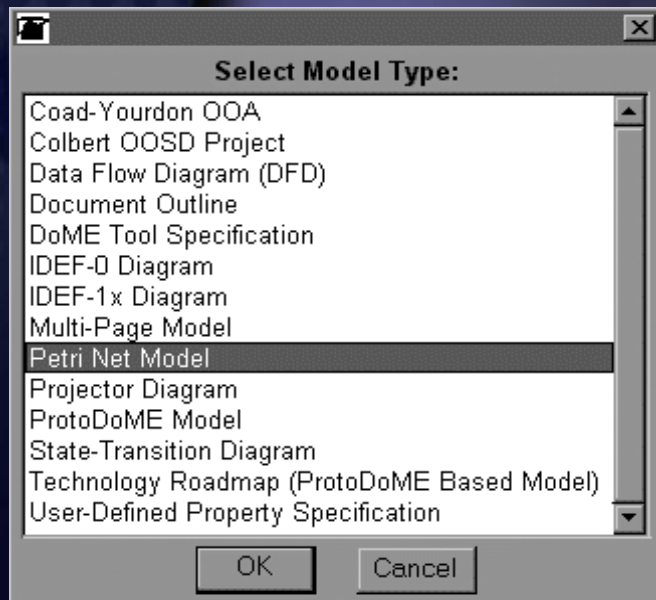 Select Model Type:
Coad-Yourdon OOA
Colbert OOSD Project
Data Flow Diagram (DFD)
Document Outline
DoME Tool Specification
IDEF-0 Diagram
IDEF-1x Diagram
Multi-Page Model
Petri Net Model
Projector Diagram
ProtoDoME Model
State-Transition Diagram
Technology Roadmap (ProtoDoME Based Model)
User-Defined Property Specification
OK Cancel